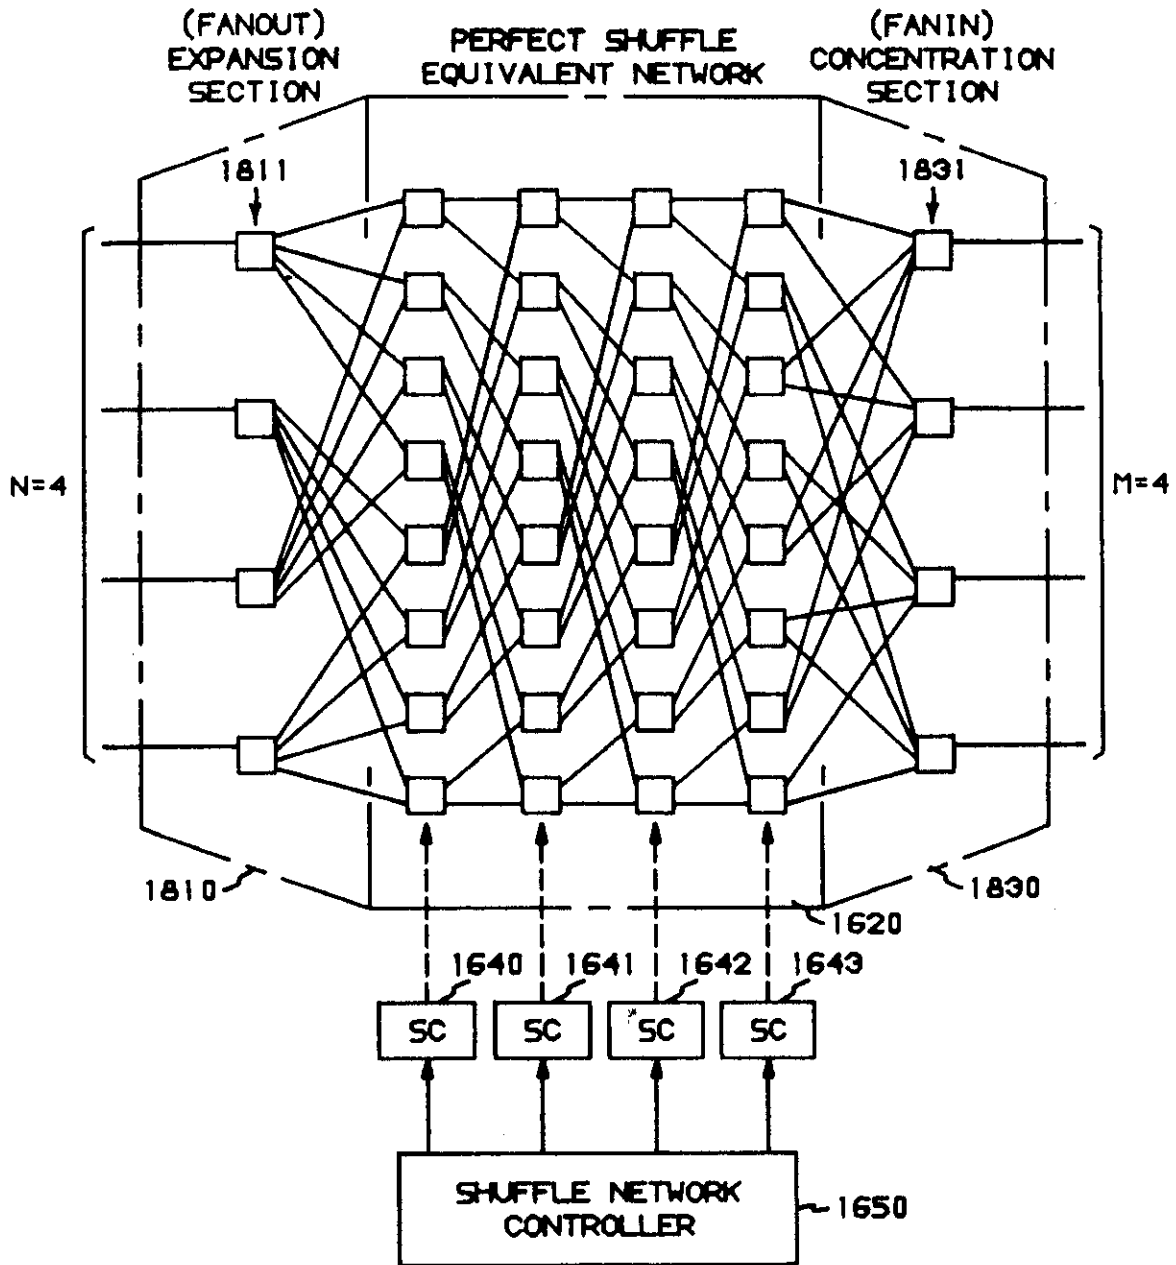 (FANOUT)
EXPANSION
SECTION
PERFECT SHUFFLE
EQUIVALENT NETWORK
(FANIN)
CONCENTRATION
SECTION
1811
1831
N=4
M=4
1810
1830
1620
1640
1641
1642
1643
SC
SC
SC
SC
SHUFFLE NETWORK
CONTROLLER
1650